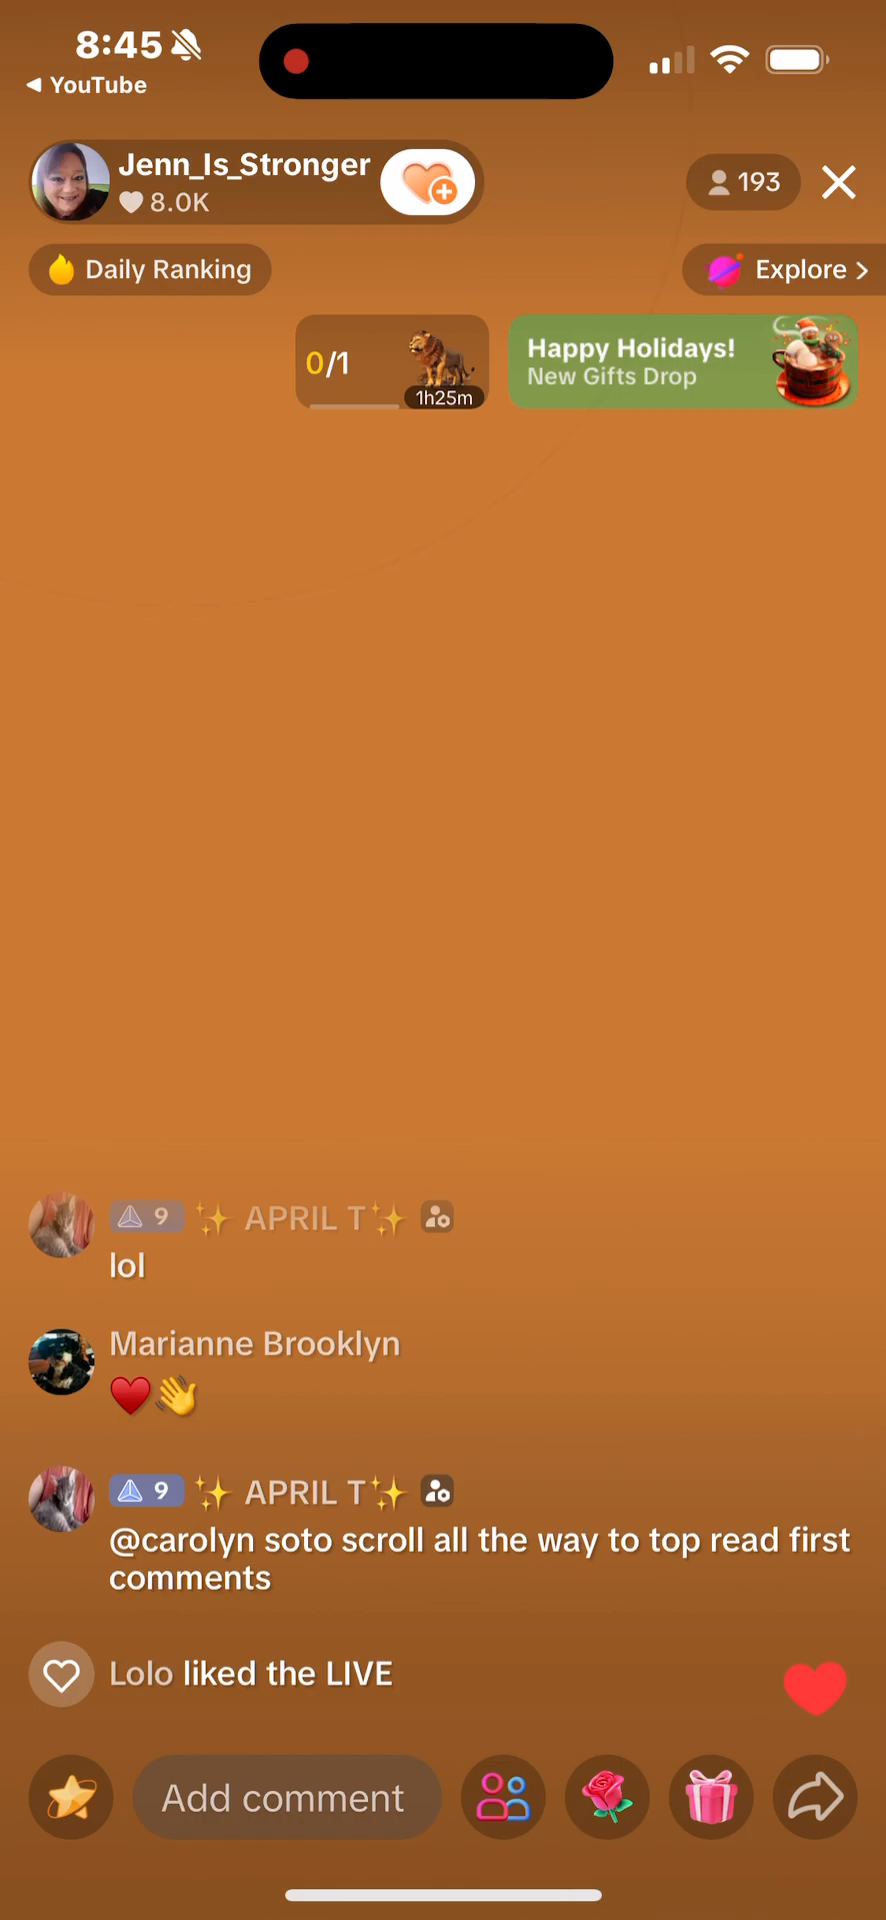 8:45
◀ YouTube
Jenn_Is_Stronger
8.0K
193
Daily Ranking
Explore >
0/1
1h25m
Happy Holidays!
New Gifts Drop
9 ✨ APRIL T✨
lol
Marianne Brooklyn
♥️👋
9 ✨ APRIL T✨
@carolyn soto scroll all the way to top read first
comments
Lolo liked the LIVE
Add comment